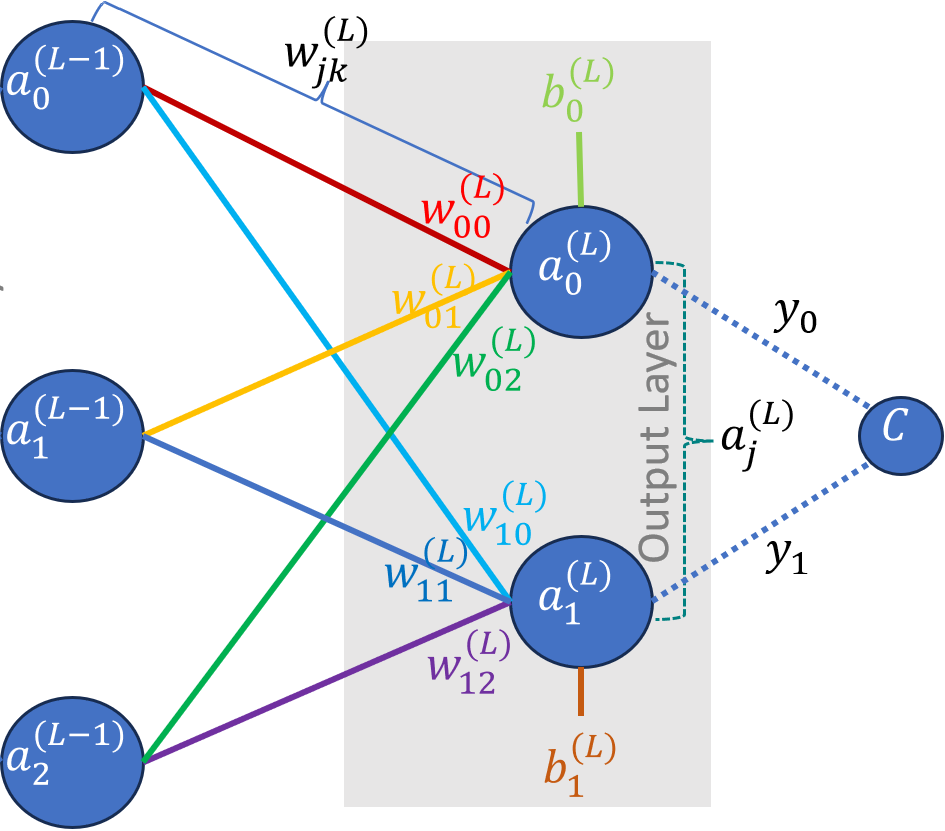 a_0^{(L-1)}
w_{jk}^{(L)}
b_0^{(L)}
w_{00}^{(L)}
a_0^{(L)}
w_{01}^{(L)}
y_0
w_{02}^{(L)}
a_1^{(L-1)}
Output Layer
a_j^{(L)}
C
w_{10}^{(L)}
w_{11}^{(L)}
y_1
a_1^{(L)}
w_{12}^{(L)}
a_2^{(L-1)}
b_1^{(L)}